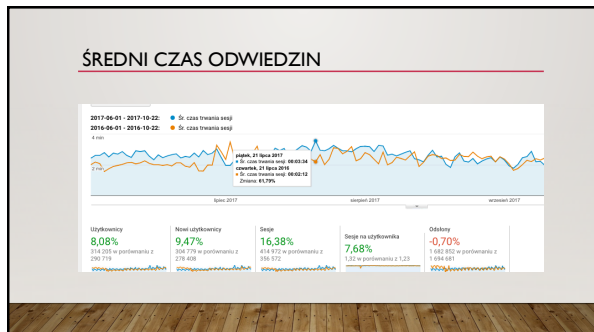 ŚREDNI CZAS ODWIEDZIN
2017-06-01 - 2017-10-22: Śr. czas trwania sesji
2016-06-01 - 2016-10-22: Śr. czas trwania sesji
4 min
2 min
piątek, 21 lipca 2017
Śr. czas trwania sesji: 00:03:34
czwartek, 21 lipca 2016
Śr. czas trwania sesji: 00:02:12
Zmiana: 61,79%
lipiec 2017 sierpień 2017 wrzesień 2017
Użytkownicy
8,08%
314 205 w porównaniu z
290 719
Nowi użytkownicy
9,47%
304 779 w porównaniu z
278 408
Sesje
16,38%
414 972 w porównaniu z
356 572
Sesje na użytkownika
7,68%
1,32 w porównaniu z 1,23
Odsłony
-0,70%
1 682 852 w porównaniu z
1 694 681